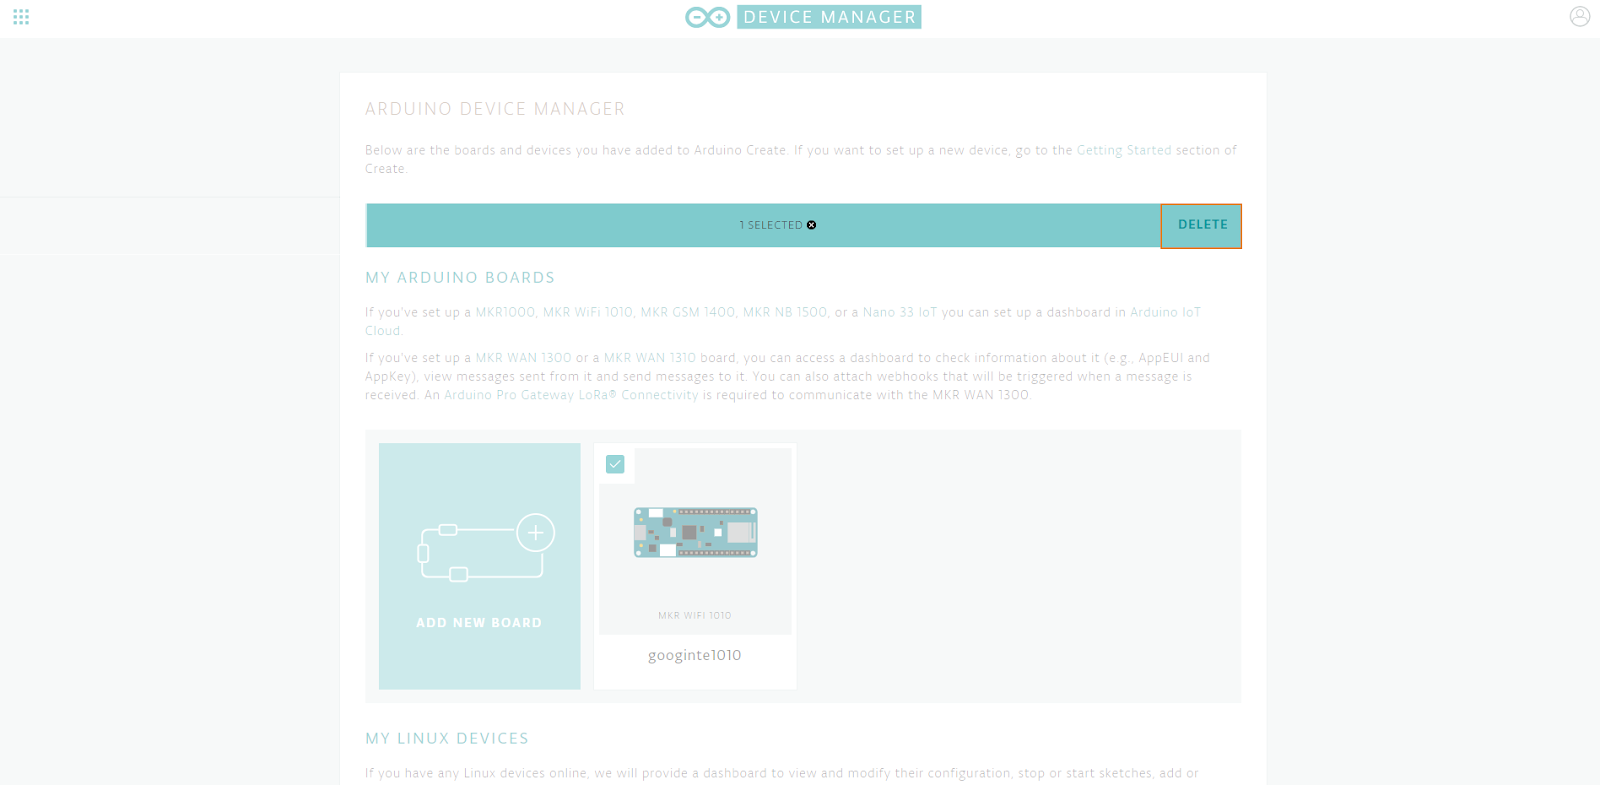 DEVICE MANAGER
ARDUINO DEVICE MANAGER
Below are the boards and devices you have added to Arduino Create. If you want to set up a new device, go to the Getting Started section of
Create.
1 SELECTED
DELETE
MY ARDUINO BOARDS
If you've set up a MKR1000, MKR WiFi 1010, MKR GSM 1400, MKR NB 1500, or a Nano 33 IoT you can set up a dashboard in Arduino IoT
Cloud.
If you've set up a MKR WAN 1300 or a MKR WAN 1310 board, you can access a dashboard to check information about it (e.g., AppEUI and
AppKey), view messages sent from it and send messages to it. You can also attach webhooks that will be triggered when a message is
received. An Arduino Pro Gateway LoRa® Connectivity is required to communicate with the MKR WAN 1300.
ADD NEW BOARD
MKR WIFI 1010
googinte1010
MY LINUX DEVICES
If you have any Linux devices online, we will provide a dashboard to view and modify their configuration, stop or start sketches, add or